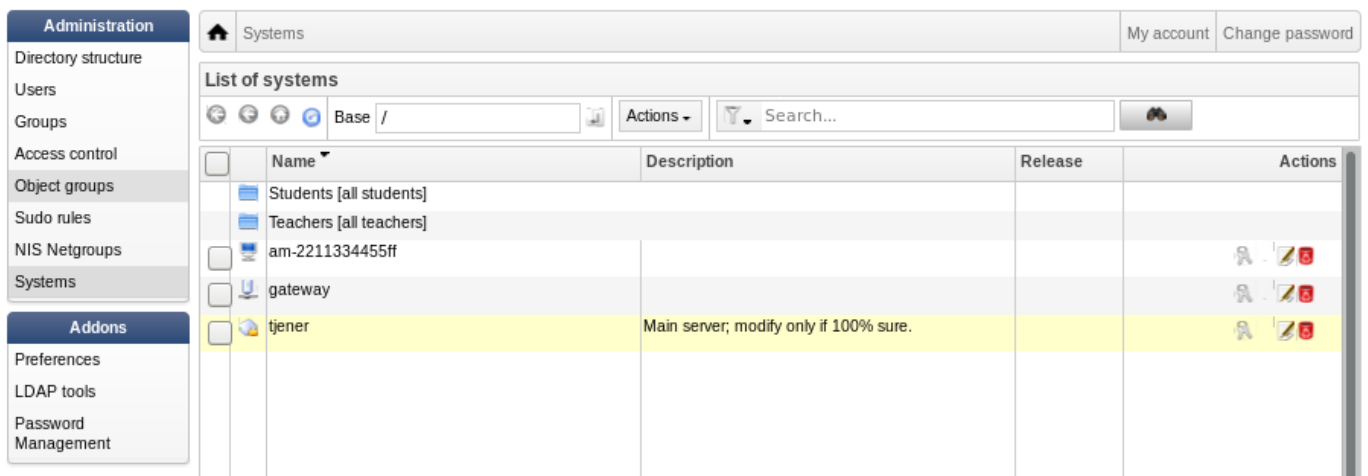 Administration
Directory structure
Users
Groups
Access control
Object groups
Sudo rules
NIS Netgroups
Systems
Addons
Preferences
LDAP tools
Password
Management
Systems My account Change password
List of systems
Base / Actions Search...
Name Description Release Actions
Students [all students]
Teachers [all teachers]
am-2211334455ff
gateway
tjener Main server; modify only if 100% sure.